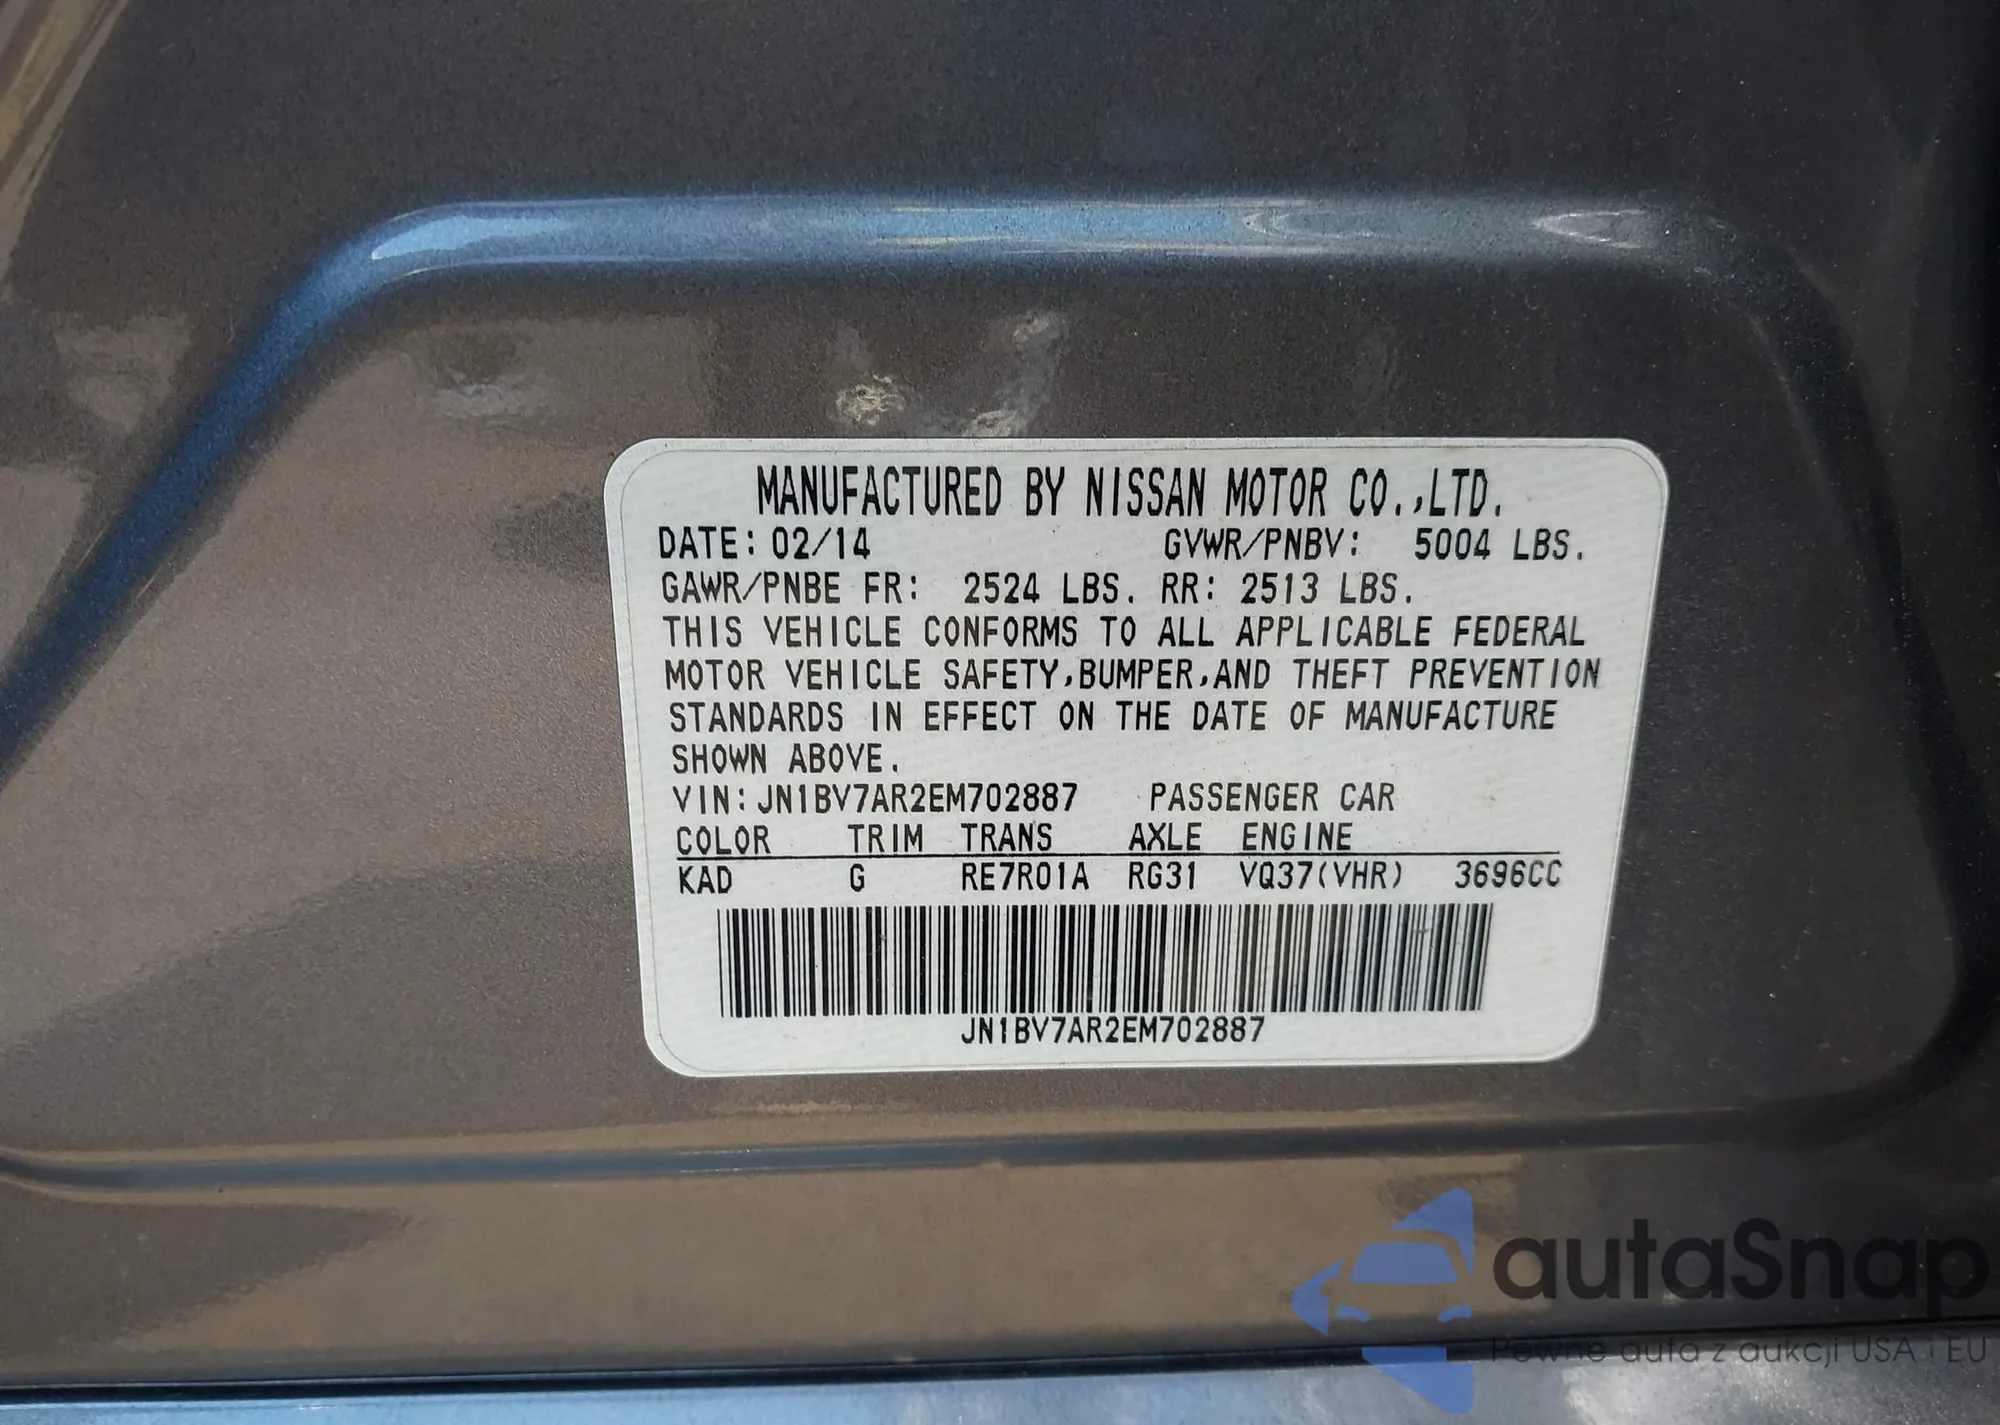 MANUFACTURED BY NISSAN MOTOR CO.,LTD.
DATE: 02/14 GVWR/PNBV: 5004 LBS.
GAWR/PNBE FR: 2524 LBS. RR: 2513 LBS.
THIS VEHICLE CONFORMS TO ALL APPLICABLE FEDERAL
MOTOR VEHICLE SAFETY,BUMPER,AND THEFT PREVENTION
STANDARDS IN EFFECT ON THE DATE OF MANUFACTURE
SHOWN ABOVE.
VIN: JN1BV7AR2EM702887 PASSENGER CAR
COLOR TRIM TRANS AXLE ENGINE
KAD G RE7R01A RG31 VQ37(VHR) 3696CC
JN1BV7AR2EM702887
autaSnap
Pewne auta z aukcji USA i EU